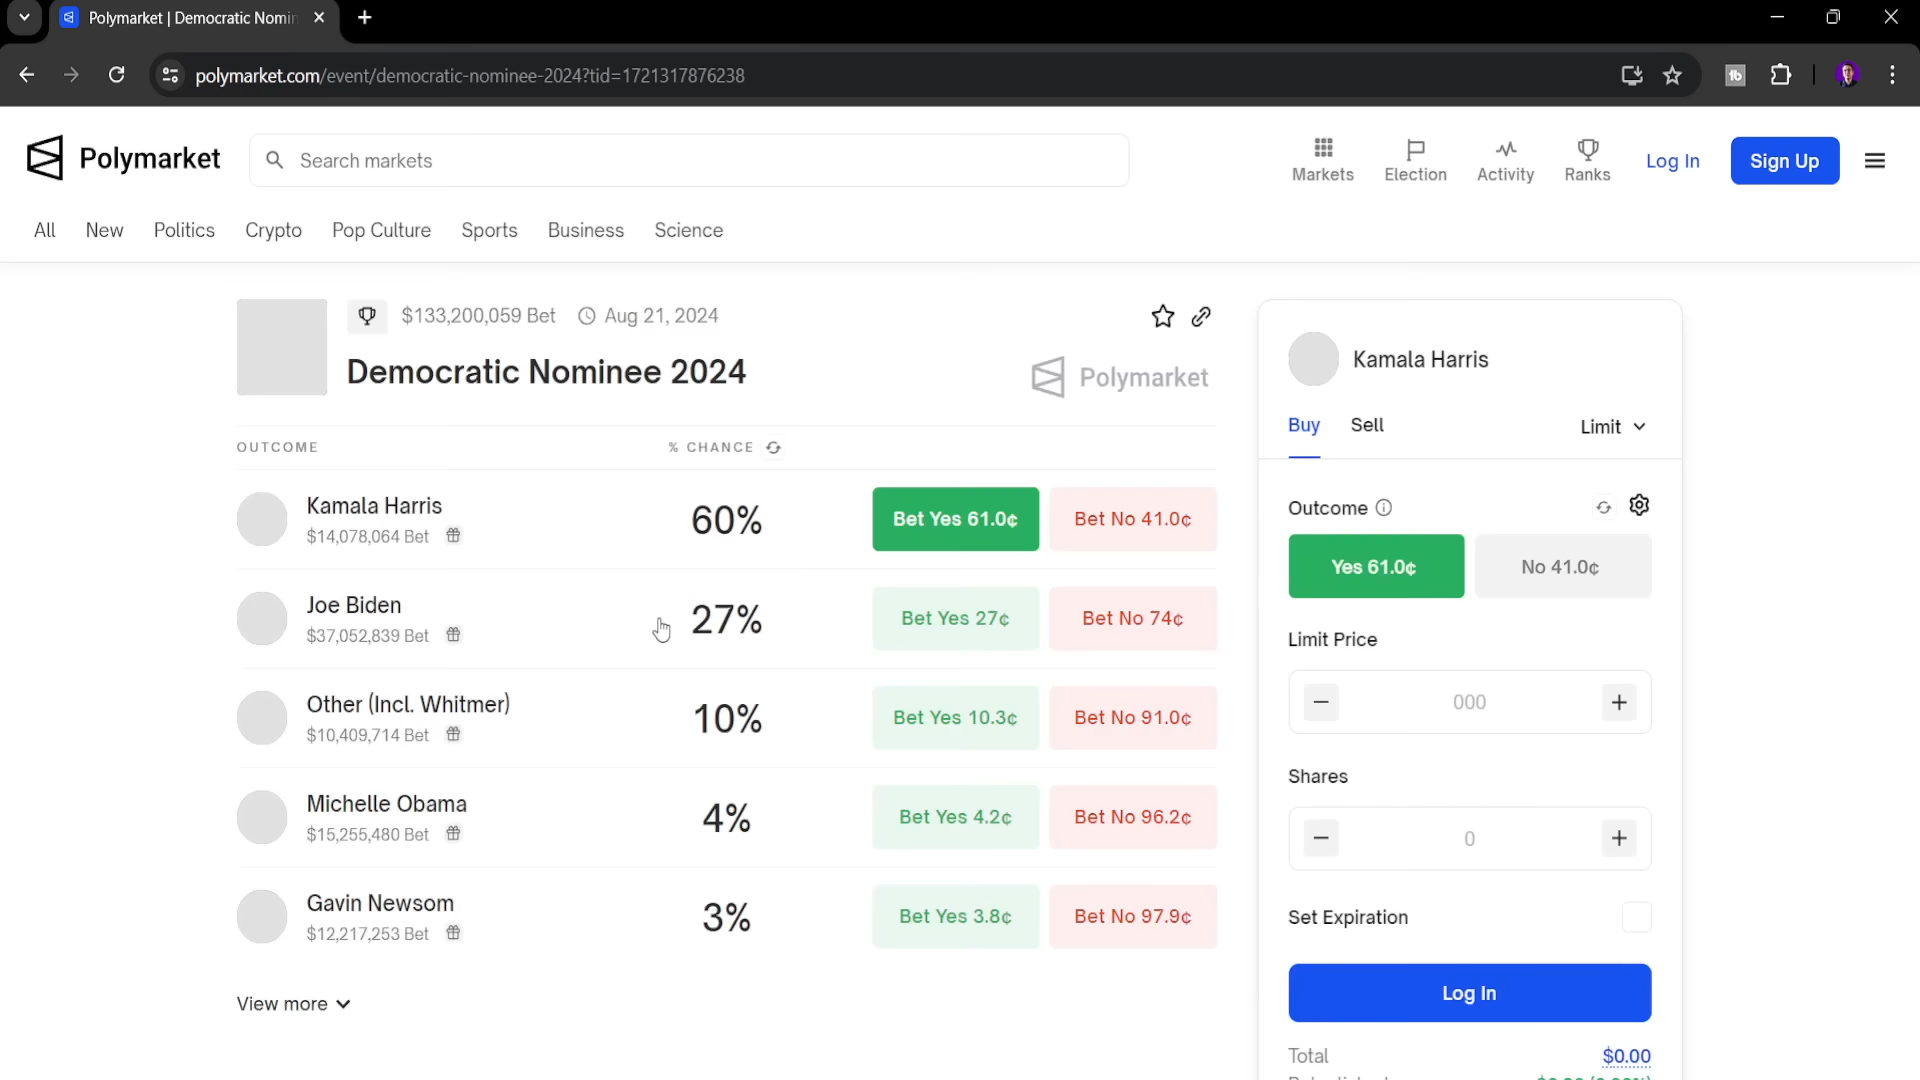 Polymarket | Democratic Nomin
polymarket.com/event/democratic-nominee-2024?tid=1721317876238
tb
Polymarket
Search markets
Markets
Election
Activity
Ranks
Log In
Sign Up
All New Politics Crypto Pop Culture Sports Business Science
$133,200,059 Bet
Aug 21, 2024
Democratic Nominee 2024
Polymarket
OUTCOME
% CHANCE
Kamala Harris
$14,078,064 Bet
60%
Bet Yes 61.0¢
Bet No 41.0¢
Joe Biden
$37,052,839 Bet
27%
Bet Yes 27¢
Bet No 74¢
Other (Incl. Whitmer)
$10,409,714 Bet
10%
Bet Yes 10.3¢
Bet No 91.0¢
Michelle Obama
$15,255,480 Bet
4%
Bet Yes 4.2¢
Bet No 96.2¢
Gavin Newsom
$12,217,253 Bet
3%
Bet Yes 3.8¢
Bet No 97.9¢
View more
Kamala Harris
Buy
Sell
Limit
Outcome
Yes 61.0¢
No 41.0¢
Limit Price
000
Shares
0
Set Expiration
Log In
Total
$0.00